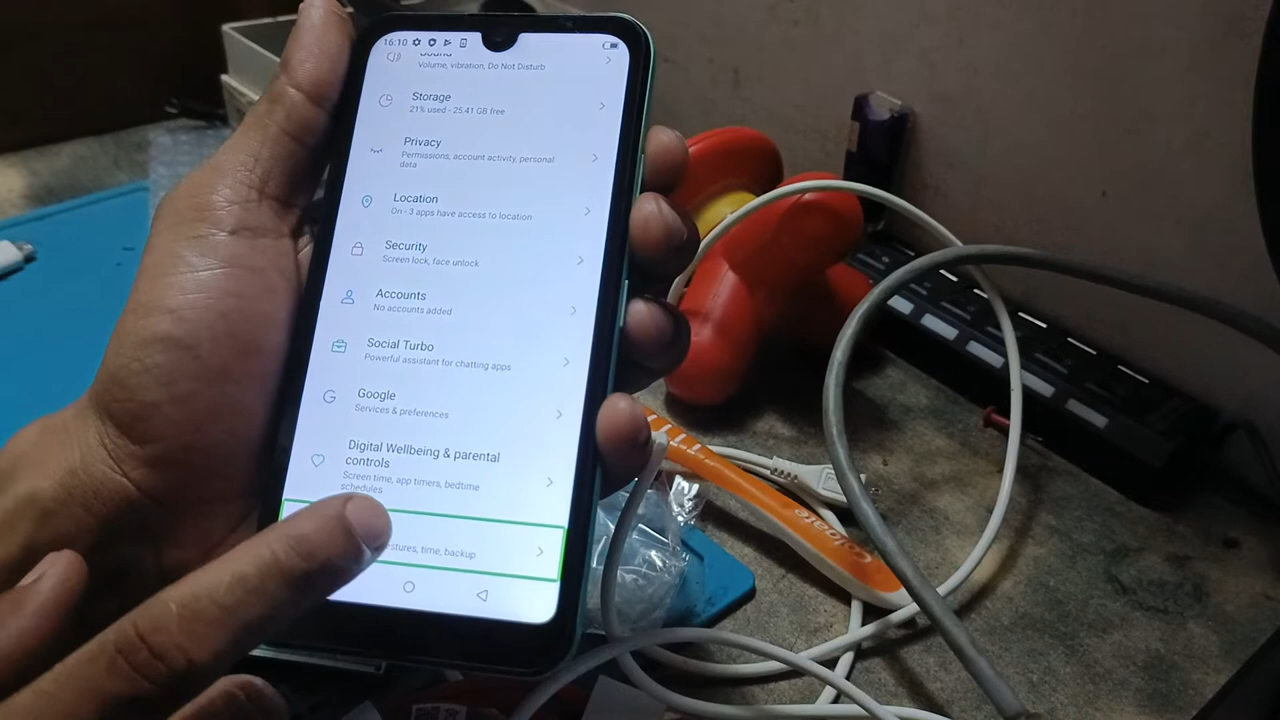 16:10
Sound
Volume, vibration, Do Not Disturb
Storage
21% used - 25.41 GB free
Privacy
Permissions, account activity, personal
data
Location
On - 3 apps have access to location
Security
Screen lock, face unlock
Accounts
No accounts added
Social Turbo
Powerful assistant for chatting apps
Google
Services & preferences
Digital Wellbeing & parental
controls
Screen time, app timers, bedtime
schedules
estures, time, backup
Colgate